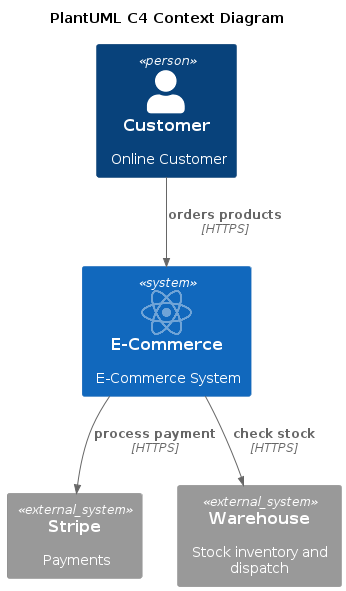 PlantUML C4 Context Diagram
«person»
Customer
Online Customer
orders products
[HTTPS]
«system»
E-Commerce
E-Commerce System
process payment
[HTTPS]
check stock
[HTTPS]
«external_system»
Stripe
Payments
«external_system»
Warehouse
Stock inventory and
dispatch